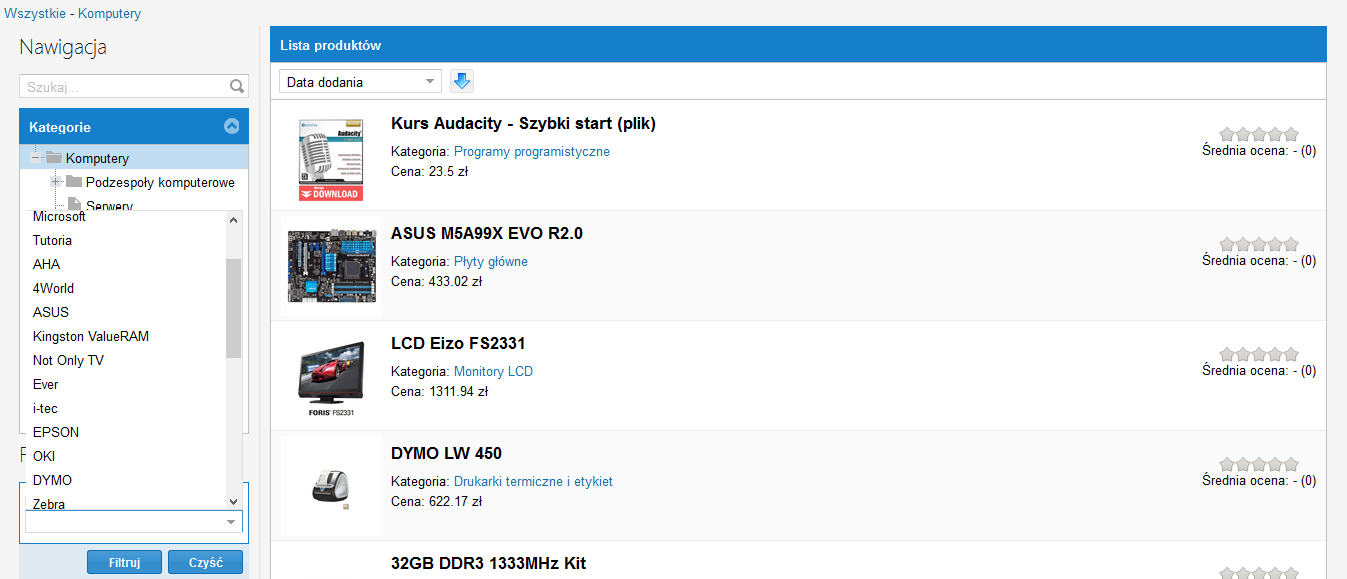 Wszystkie - Komputery
Nawigacja
Szukaj...
Kategorie
Komputery
Podzespoły komputerowe
Serwery
Microsoft
Tutoria
AHA
4World
ASUS
Kingston ValueRAM
Not Only TV
Ever
i-tec
EPSON
OKI
DYMO
Zebra
Filtruj
Czyść
Lista produktów
Data dodania
Audacity
DOWNLOAD
Kurs Audacity - Szybki start (plik)
Kategoria: Programy programistyczne
Cena: 23.5 zł
Średnia ocena: - (0)
ASUS M5A99X EVO R2.0
Kategoria: Płyty główne
Cena: 433.02 zł
Średnia ocena: - (0)
FORIS FS2331
LCD Eizo FS2331
Kategoria: Monitory LCD
Cena: 1311.94 zł
Średnia ocena: - (0)
DYMO LW 450
Kategoria: Drukarki termiczne i etykiet
Cena: 622.17 zł
Średnia ocena: - (0)
32GB DDR3 1333MHz Kit